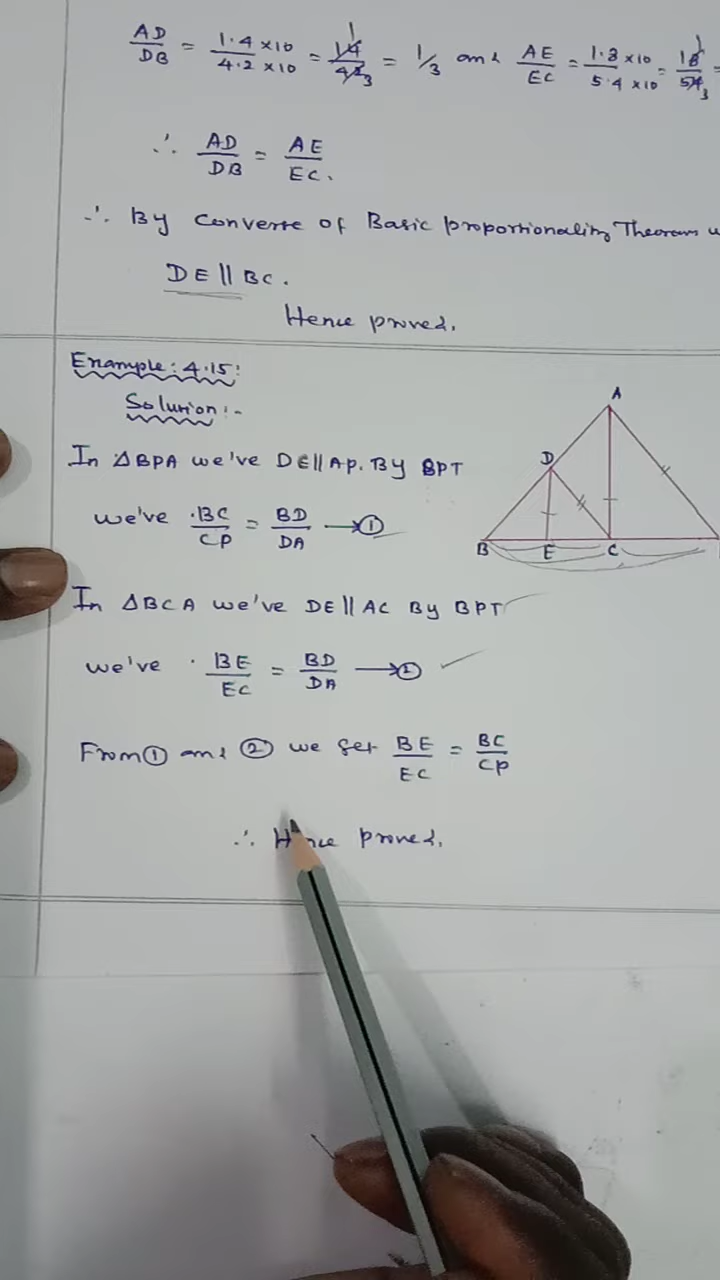 AD/DB = 1.4 ×10/4.2 ×10 = 14/42 1 3 = 1/3 and AE/EC = 1.8 ×10/5.4 ×10 = 18/54 1 3 =
∴ AD/DB = AE/EC.
∴ By Converse of Basic proportionality Theorem
DE || BC.
Hence proved.
Example: 4.15:
Solution:-
In ΔBPA we've DE||AP. By BPT
we've BC/CP = BD/DA → ①
In ΔBCA we've DE || AC By BPT
we've BE/EC = BD/DA → ②
From ① and ② we get BE/EC = BC/CP
∴ Hence proved.
A
D
B E C